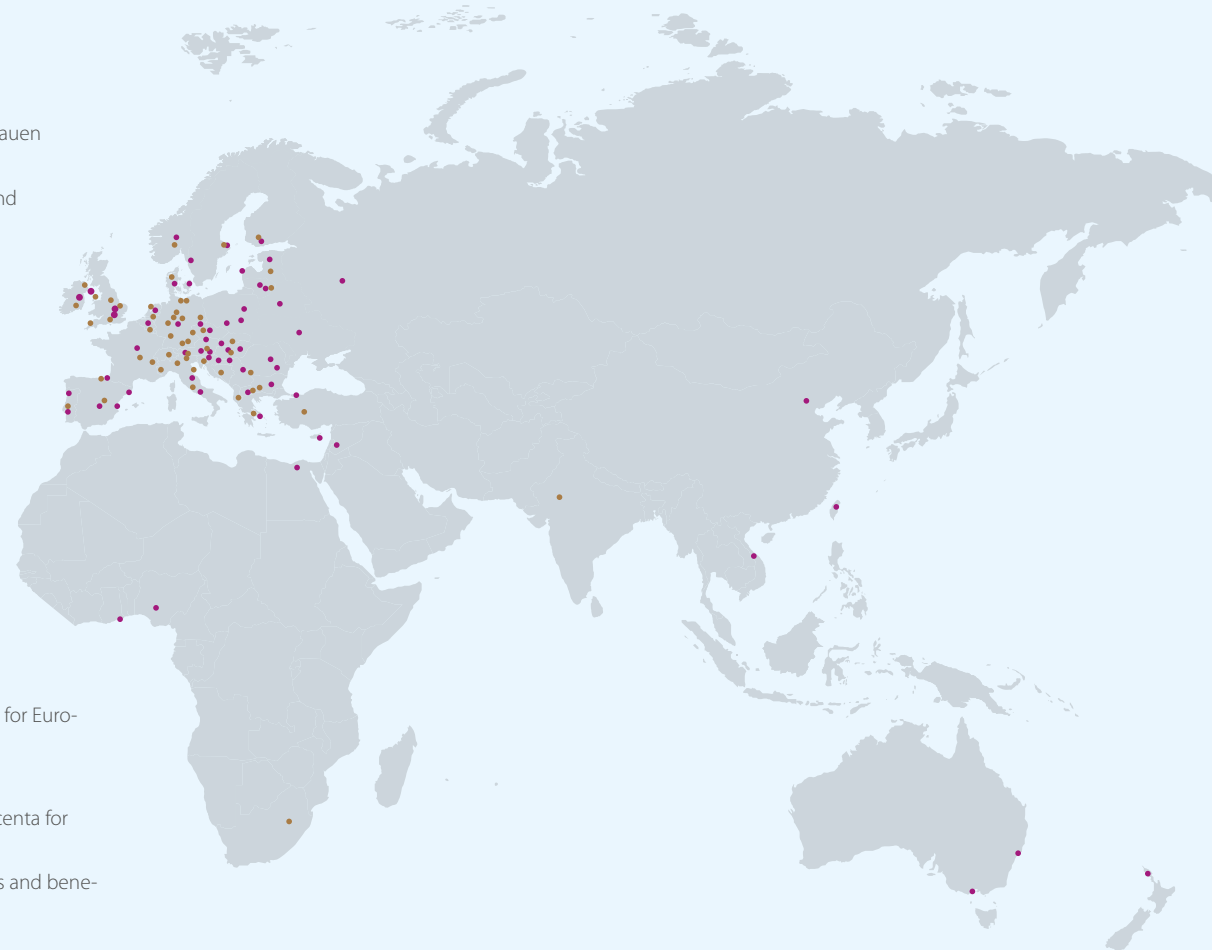 auen
nd
for Euro-
centa for
s and bene-